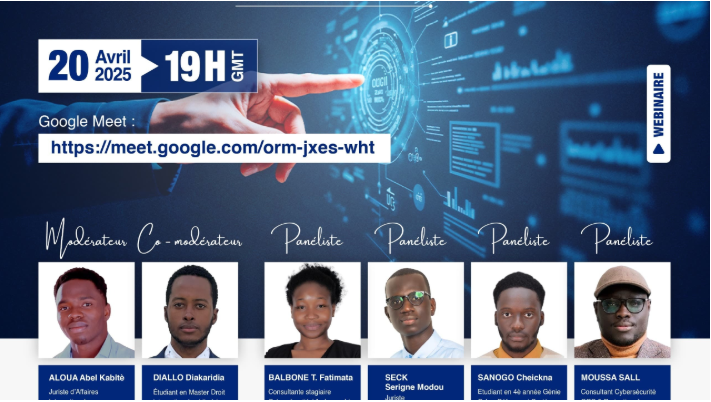 20 Avril 2025 19H GMT
Google Meet :
https://meet.google.com/orm-jxes-wht
WEBINAIRE
Modérateur Co-modérateur Panéliste Panéliste Panéliste Panéliste
ALOUA Abel Kabitè
Juriste d'Affaires
DIALLO Diakaridia
Étudiant en Master Droit
BALBONE T. Fatimata
Consultante stagiaire
SECK
Serigne Modou
Juriste
SANOGO Cheickna
Etudiant en 4è année Génie
MOUSSA SALL
Consultant Cybersécurité